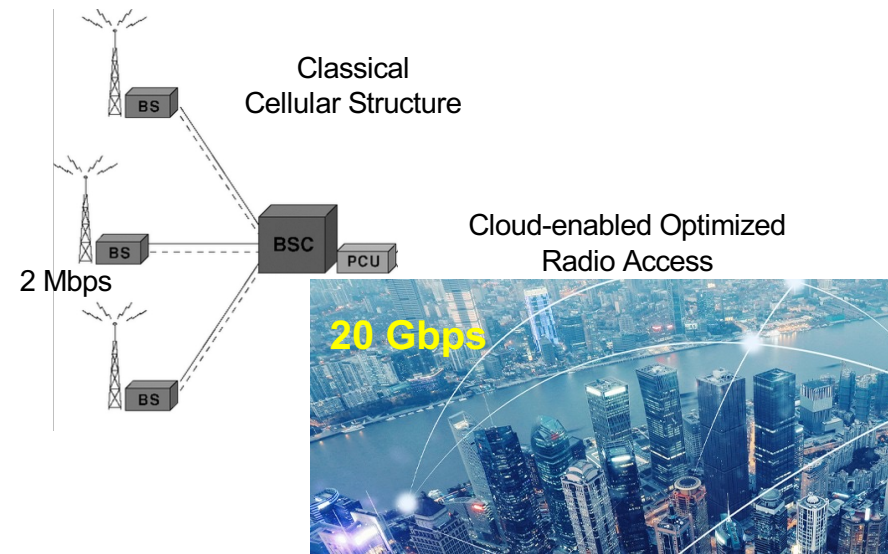 Classical
Cellular Structure
BS
BSC
PCU
BS
2 Mbps
BS
Cloud-enabled Optimized
Radio Access
20 Gbps